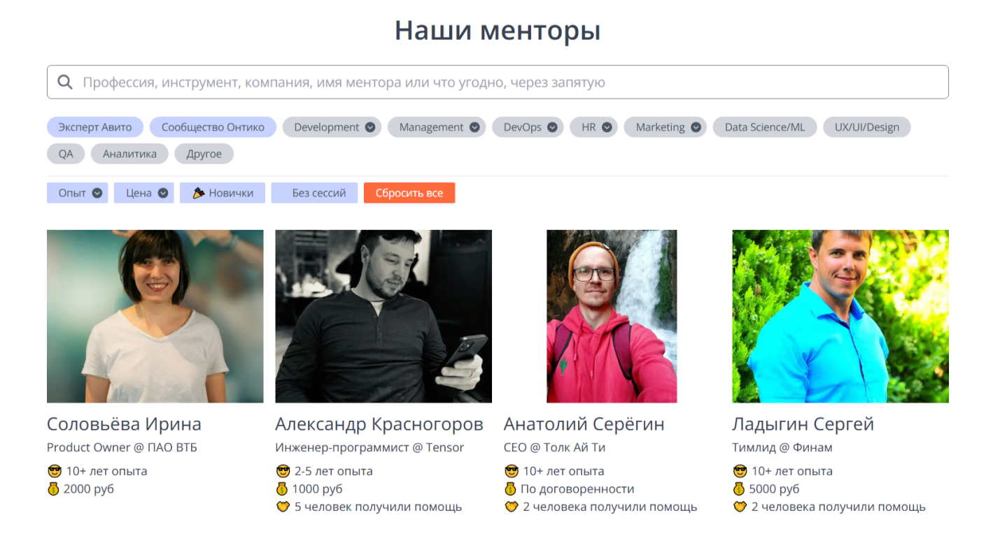 Наши менторы
Профессия, инструмент, компания, имя ментора или что угодно, через запятую
Эксперт Авито Сообщество Онтико Development Management DevOps HR Marketing Data Science/ML UX/UI/Design
QA Аналитика Другое
Опыт Цена Новички Без сессий Сбросить все
Соловьёва Ирина
Product Owner @ ПАО ВТБ
10+ лет опыта
2000 руб
Александр Красногоров
Инженер-программист @ Tensor
2-5 лет опыта
1000 руб
5 человек получили помощь
Анатолий Серёгин
CEO @ Толк Ай Ти
10+ лет опыта
По договоренности
2 человека получили помощь
Ладыгин Сергей
Тимлид @ Финам
10+ лет опыта
5000 руб
2 человека получили помощь